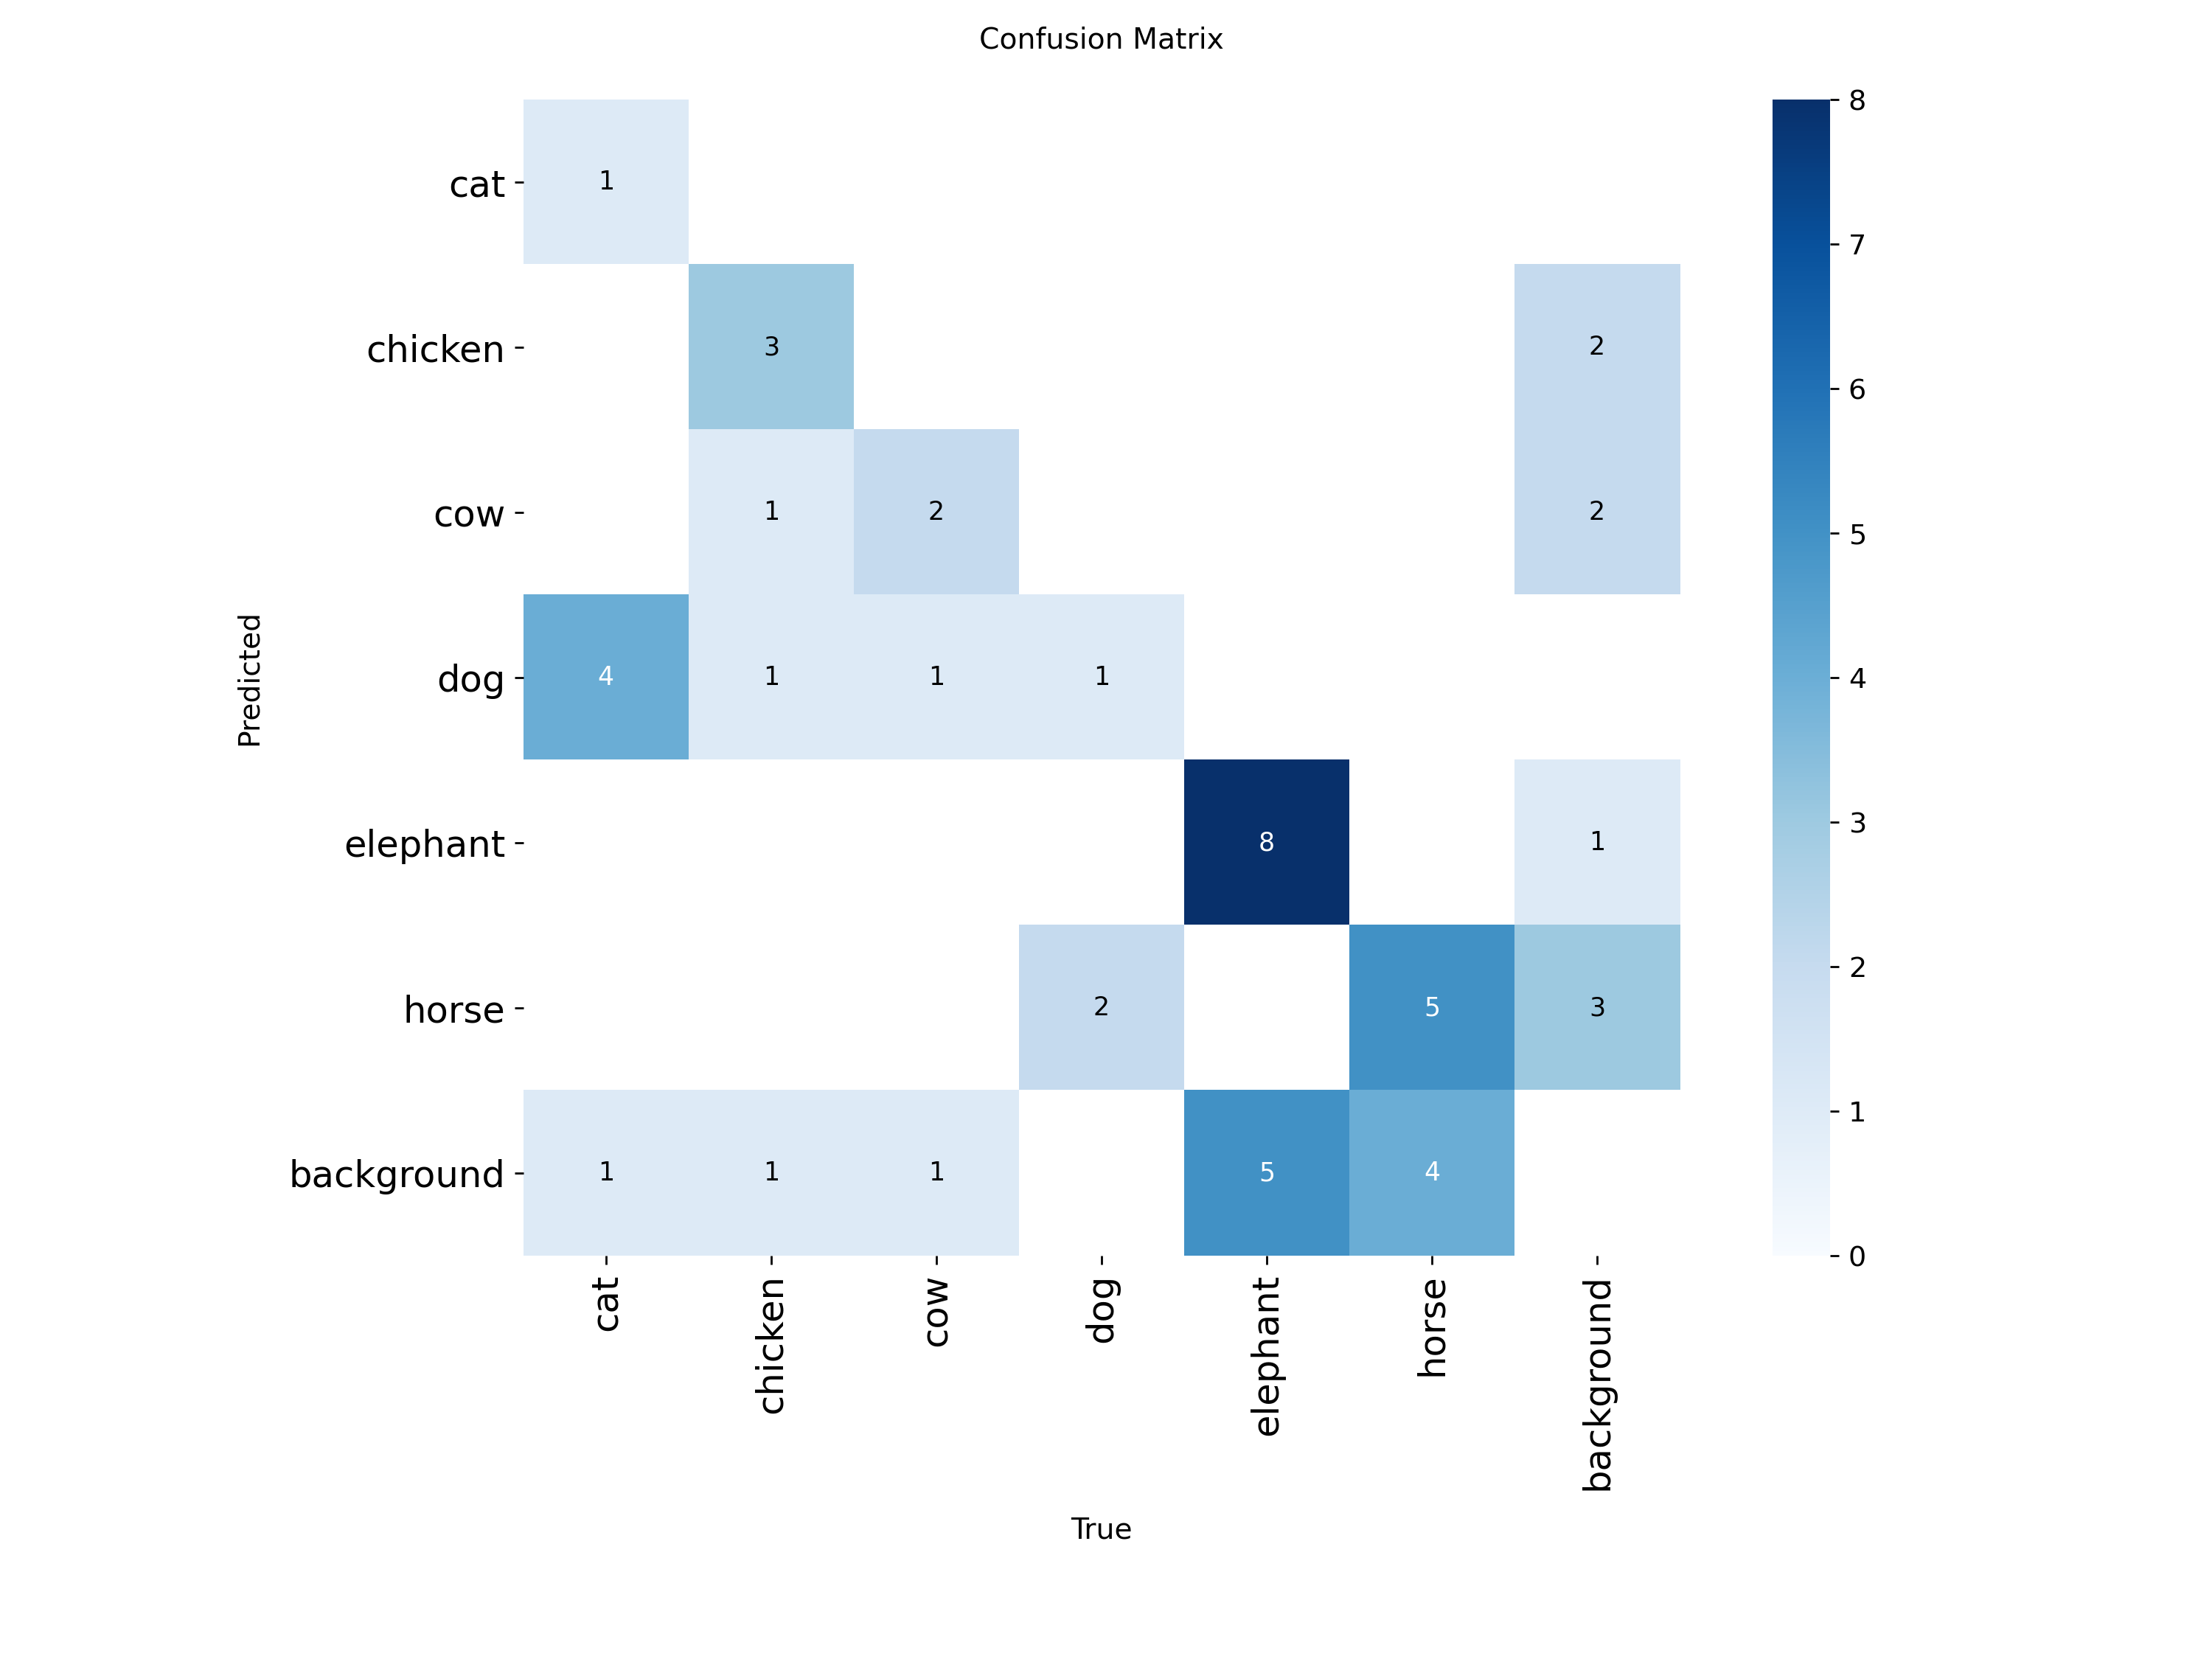 Confusion Matrix
cat
1
chicken
3
2
cow
1
2
2
dog
4
1
1
1
elephant
8
1
horse
2
5
3
background
1
1
1
5
4
cat
chicken
cow
dog
elephant
horse
background
Predicted
True
8
7
6
5
4
3
2
1
0